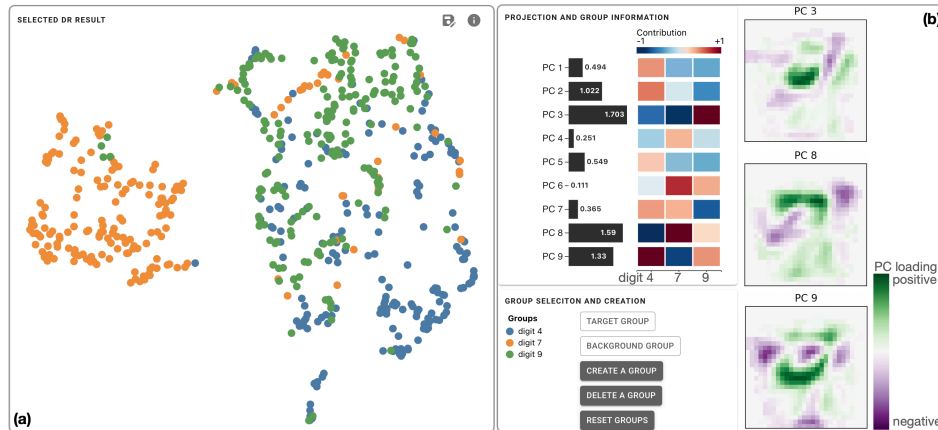 SELECTED DR RESULT
(a)
PROJECTION AND GROUP INFORMATION
Contribution
-1 +1
PC 1 0.494
PC 2 1.022
PC 3 1.703
PC 4 0.251
PC 5 0.549
PC 6 0.111
PC 7 0.365
PC 8 1.59
PC 9 1.33
digit 4 7 9
GROUP SELECITON AND CREATION
Groups
digit 4
digit 7
digit 9
TARGET GROUP
BACKGROUND GROUP
CREATE A GROUP
DELETE A GROUP
RESET GROUPS
(b)
PC 3
PC 8
PC 9
PC loading
positive
negative